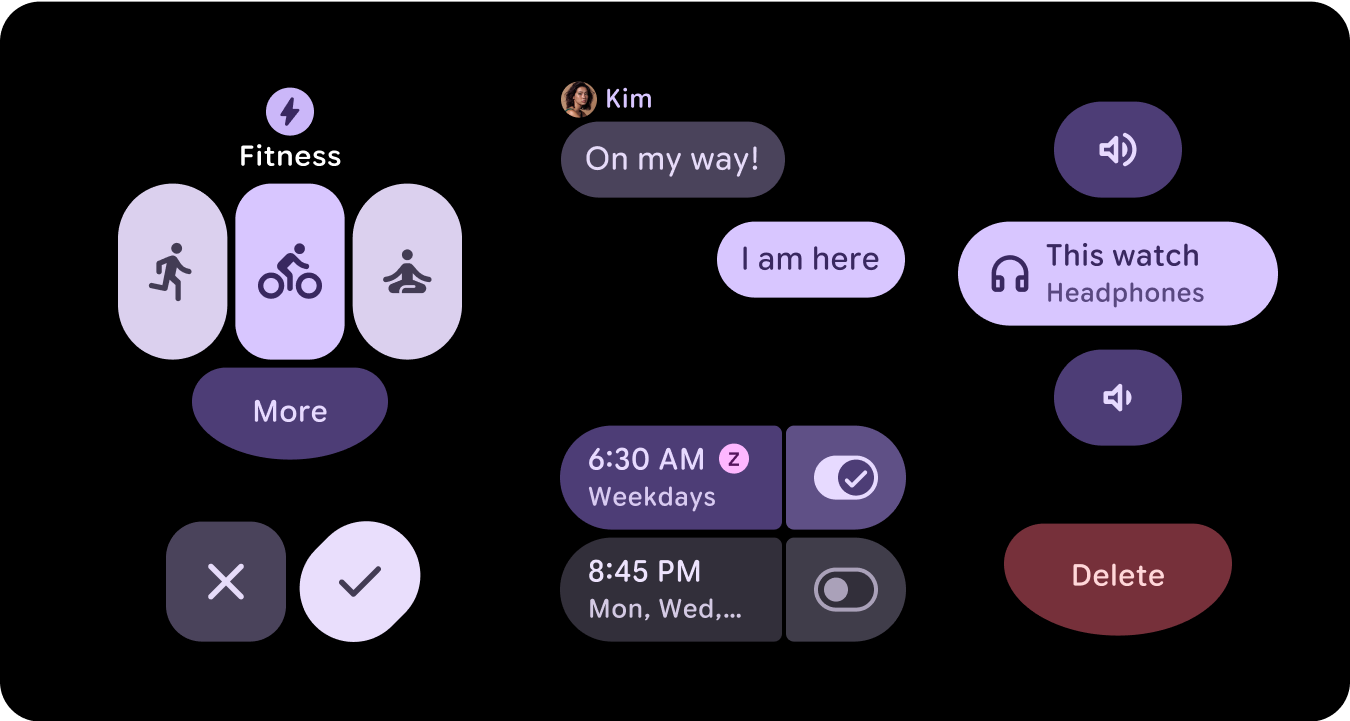 Fitness
More
Kim
On my way!
I am here
6:30 AM Z
Weekdays
8:45 PM
Mon, Wed,...
This watch
Headphones
Delete